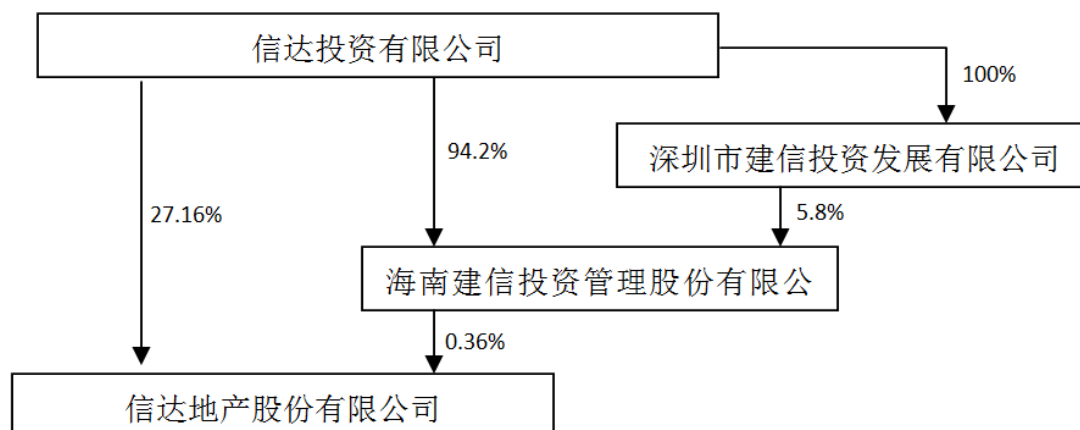 信达投资有限公司
100%
94.2%
深圳市建信投资发展有限公司
27.16%
5.8%
海南建信投资管理股份有限公
0.36%
信达地产股份有限公司